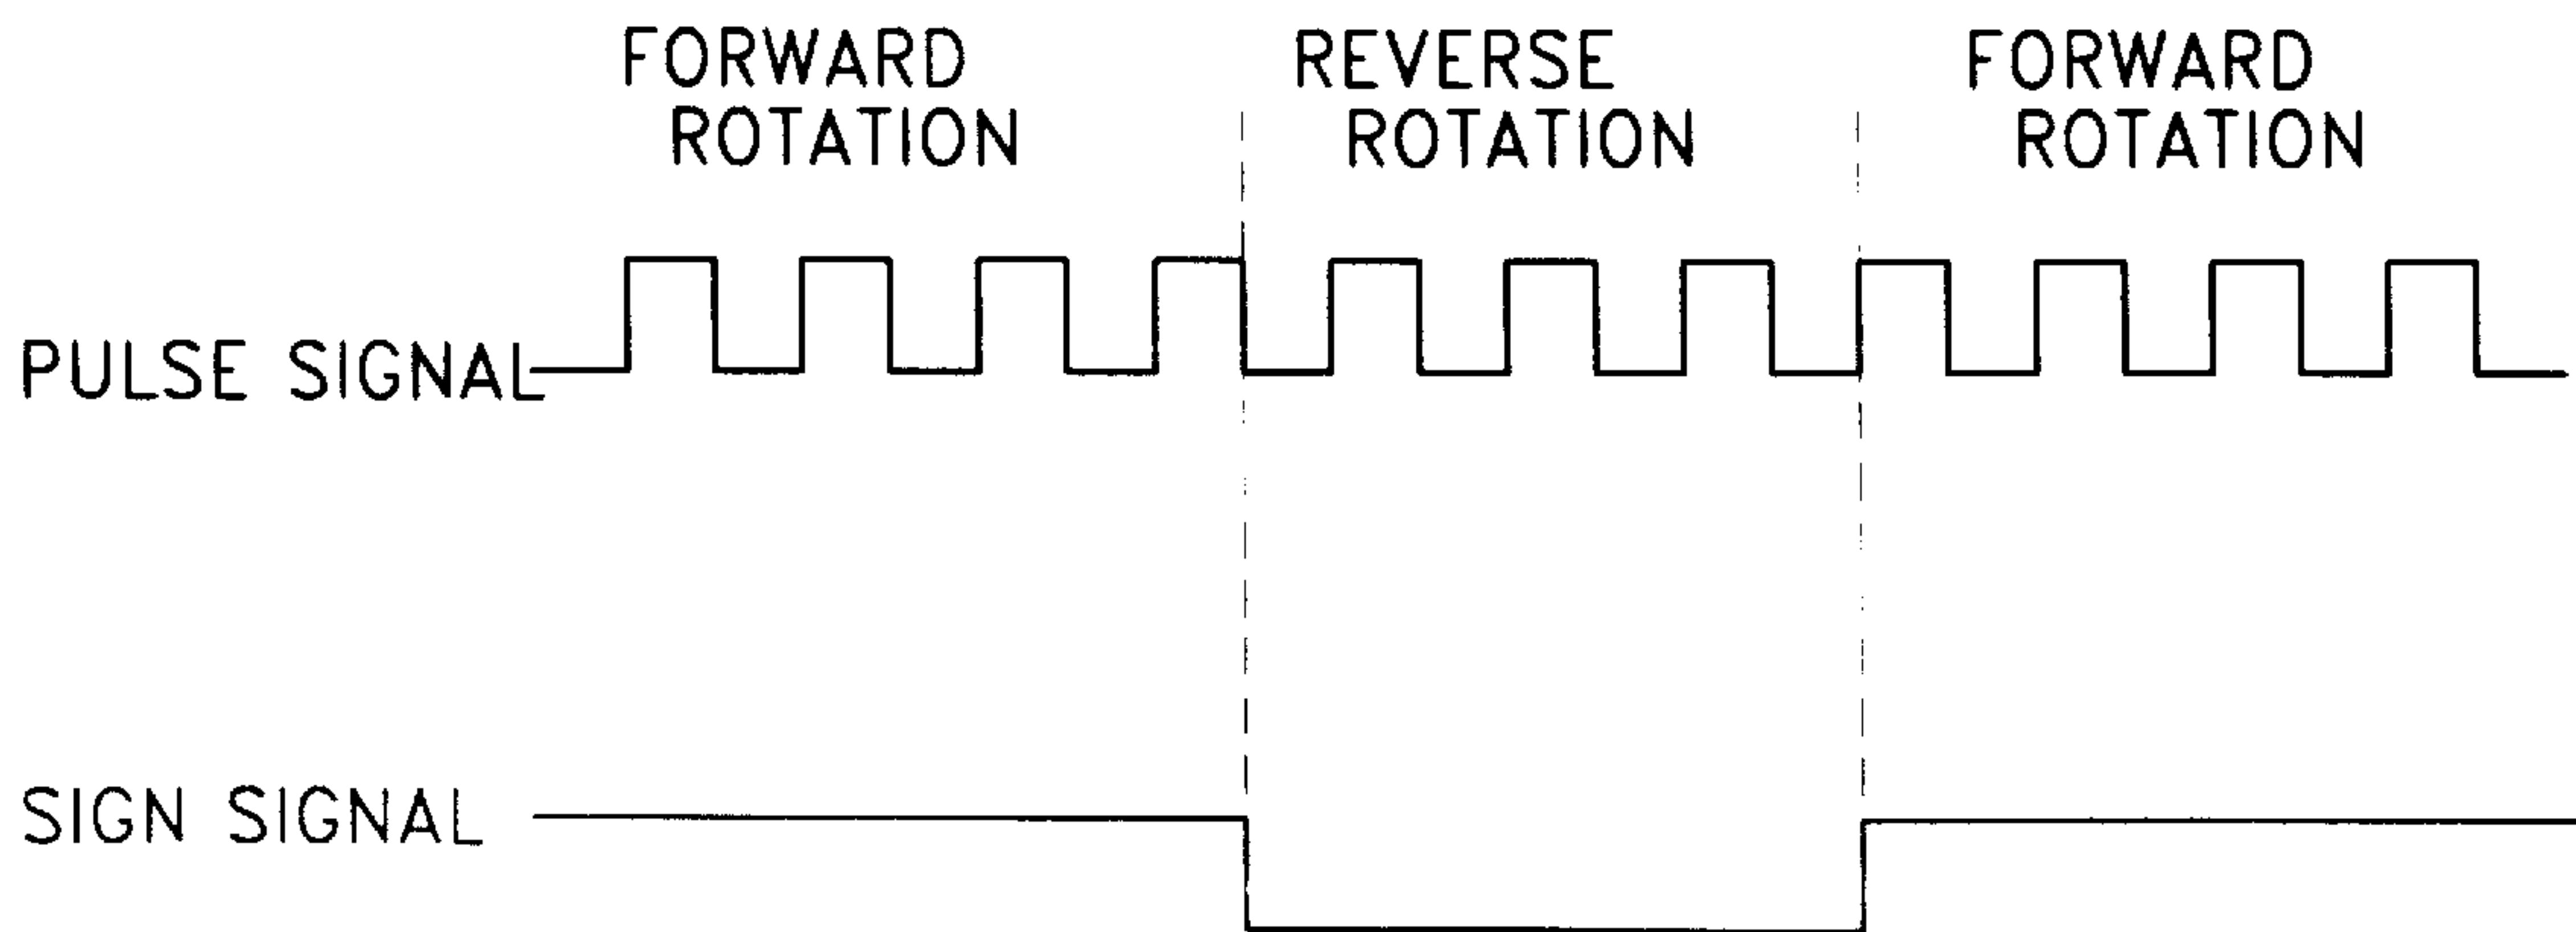 FORWARD
ROTATION
REVERSE
ROTATION
FORWARD
ROTATION
PULSE SIGNAL
SIGN SIGNAL